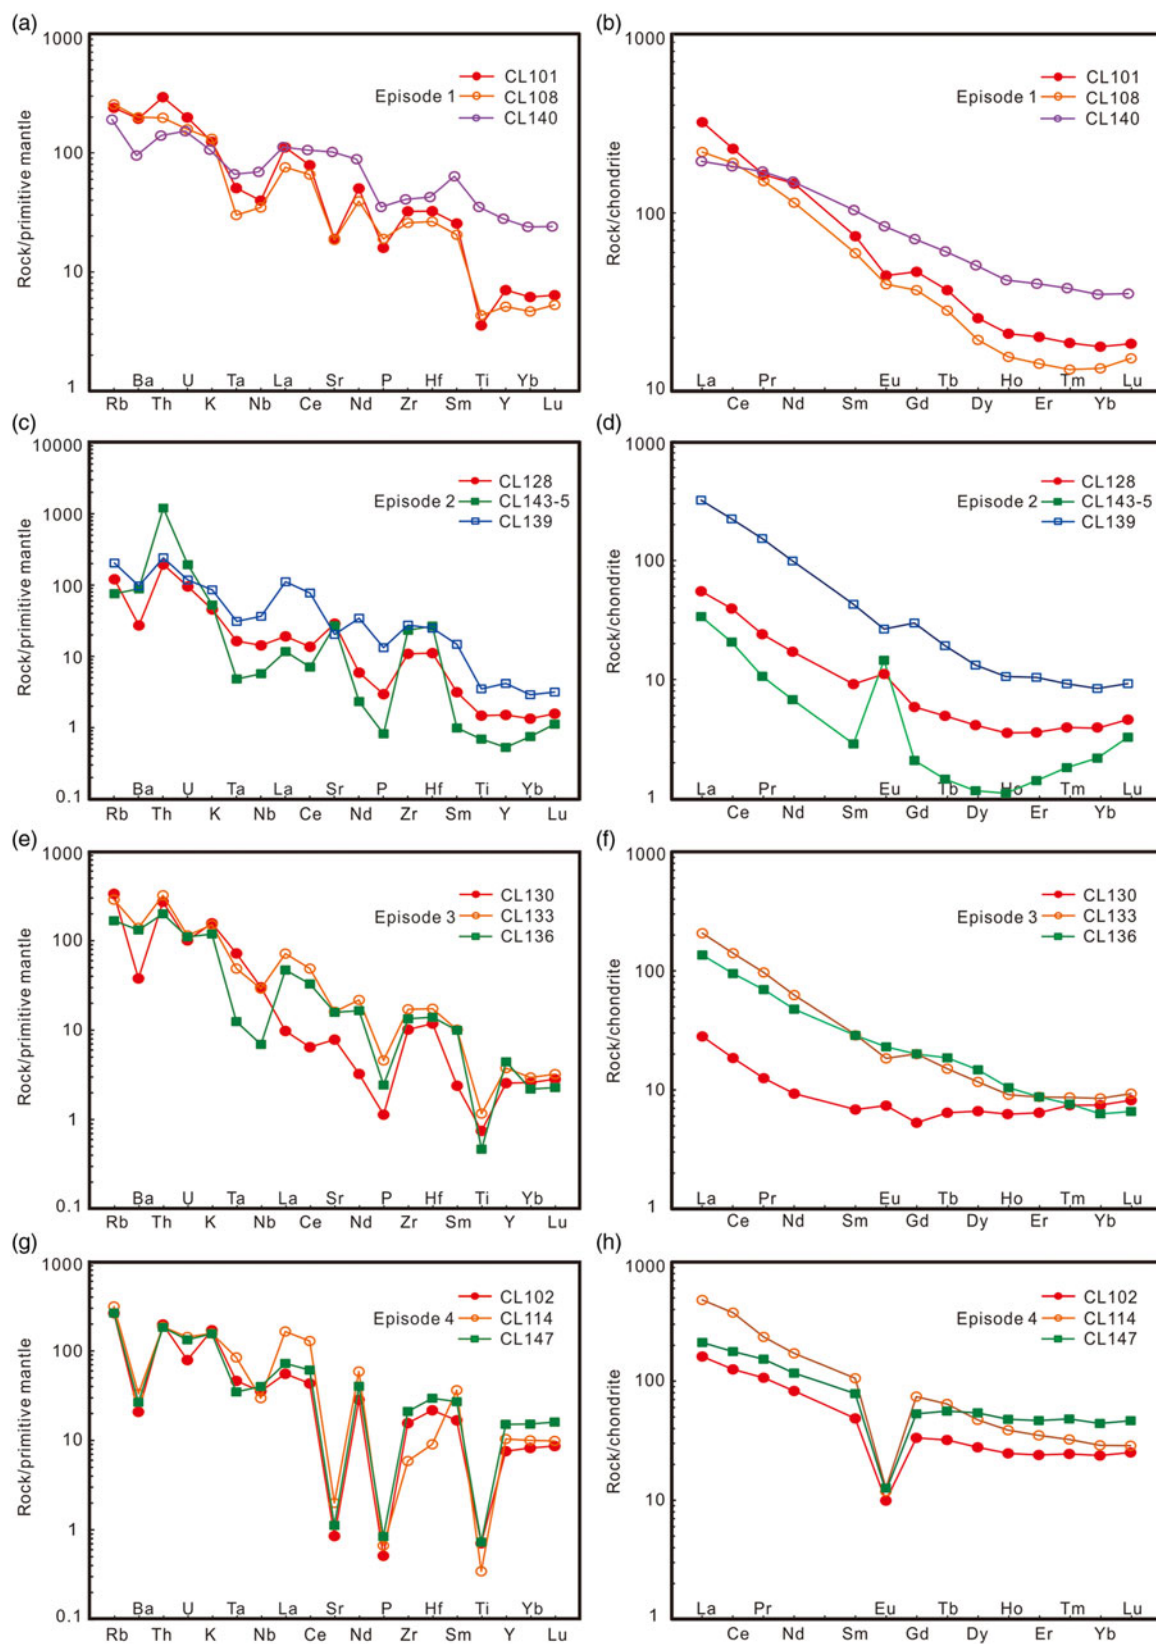 (a)
1000
100
10
1
Rock/primitive mantle
Episode 1
CL101
CL108
CL140
Ba Th U K Ta Nb La Ce Sr Nd P Zr Hf Sm Ti Y Yb Lu
Rb
(b)
1000
100
10
Rock/chondrite
Episode 1
CL101
CL108
CL140
La Pr Eu Tb Ho Tm Lu
Ce Nd Sm Gd Dy Er Yb
(c)
10000
1000
100
10
1
0.1
Rock/primitive mantle
Episode 2
CL128
CL143-5
CL139
Ba Th U K Ta Nb La Ce Sr Nd P Zr Hf Sm Ti Y Yb Lu
Rb
(d)
1000
100
10
1
Rock/chondrite
Episode 2
CL128
CL143-5
CL139
La Pr Eu Tb Ho Tm Lu
Ce Nd Sm Gd Dy Er Yb
(e)
1000
100
10
1
0.1
Rock/primitive mantle
Episode 3
CL130
CL133
CL136
Ba Th U K Ta Nb La Ce Sr Nd P Zr Hf Sm Ti Y Yb Lu
Rb
(f)
1000
100
10
1
Rock/chondrite
Episode 3
CL130
CL133
CL136
La Pr Eu Tb Ho Tm Lu
Ce Nd Sm Gd Dy Er Yb
(g)
1000
100
10
1
0.1
Rock/primitive mantle
Episode 4
CL102
CL114
CL147
Ba Th U K Ta Nb La Ce Sr Nd P Zr Hf Sm Ti Y Yb Lu
Rb
(h)
1000
100
10
1
Rock/chondrite
Episode 4
CL102
CL114
CL147
La Pr Eu Tb Ho Tm Lu
Ce Nd Sm Gd Dy Er Yb